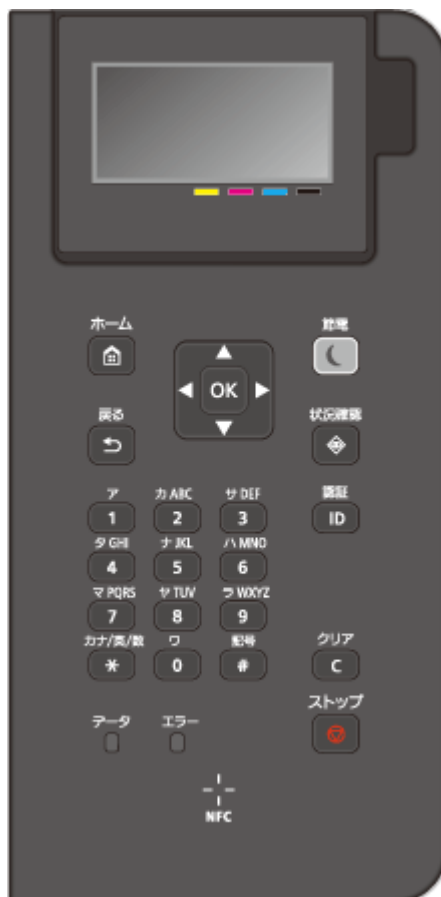 ホーム
節電
OK
戻る
状況確認
ア カ ABC サ DEF 認証
1 2 3 ID
タ GHI ナ JKL ハ MNO
4 5 6
マ PQRS ヤ TUV ラ WXYZ
7 8 9
カナ/英/数 ワ 記号 クリア
* 0 # C
データ エラー ストップ
NFC